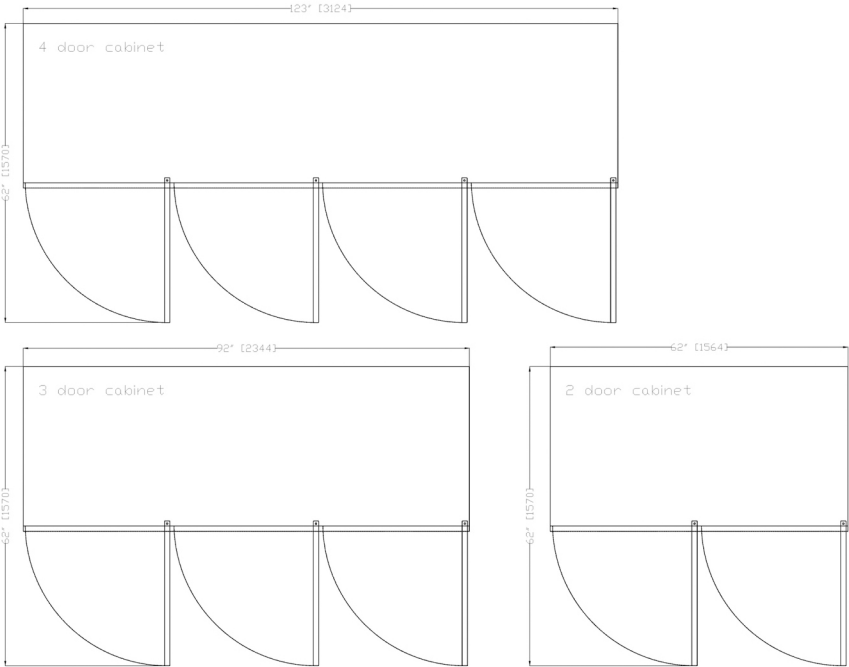 123" [3124]
4 door cabinet
62" [1570]
92" [2344]
3 door cabinet
62" [1570]
62" [1564]
2 door cabinet
62" [1570]